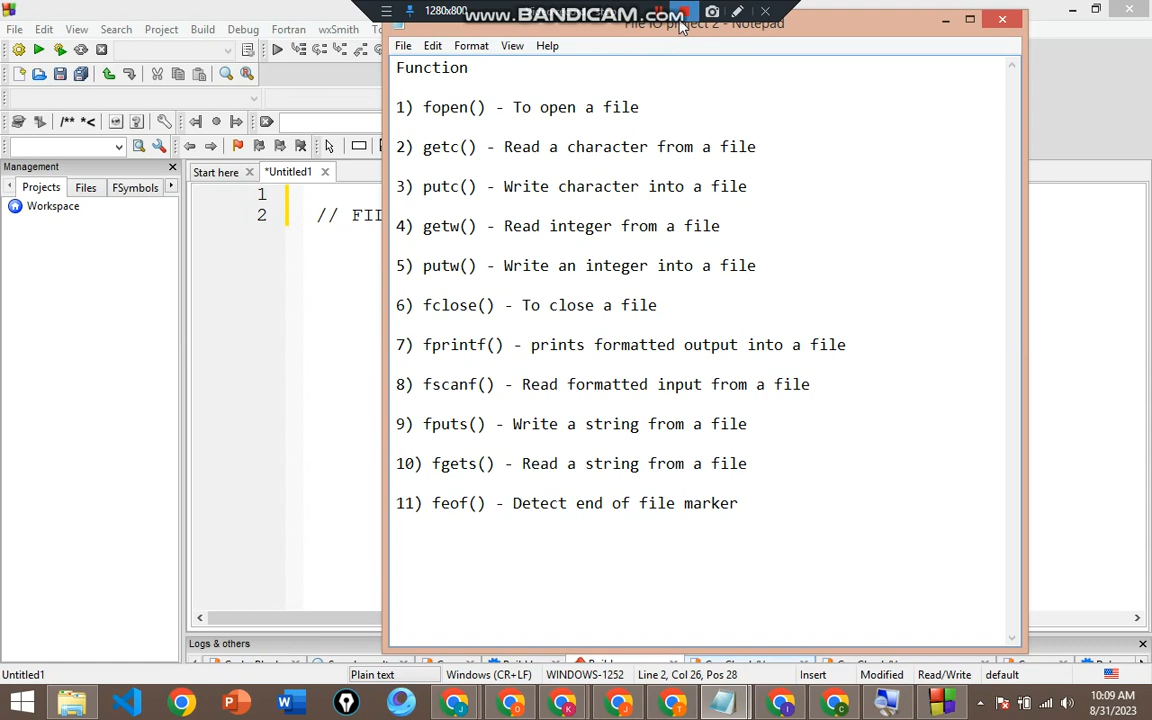 1280x800
www.BANDICAM.com
File Edit View Search Project Build Debug Fortran wxSmith
File IO project 2 - Notepad
File Edit Format View Help
Function
1) fopen() - To open a file
2) getc() - Read a character from a file
3) putc() - Write character into a file
4) getw() - Read integer from a file
5) putw() - Write an integer into a file
6) fclose() - To close a file
7) fprintf() - prints formatted output into a file
8) fscanf() - Read formatted input from a file
9) fputs() - Write a string from a file
10) fgets() - Read a string from a file
11) feof() - Detect end of file marker
/** *<
Management
Projects Files FSymbols
Workspace
Start here *Untitled1
1
2 //
Logs & others
Untitled1 Plain text Windows (CR+LF) WINDOWS-1252 Line 2, Col 26, Pos 28 Insert Modified Read/Write default
10:09 AM
8/31/2023